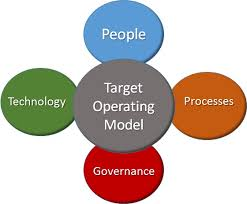 People
Technology
Target
Operating
Model
Processes
Governance